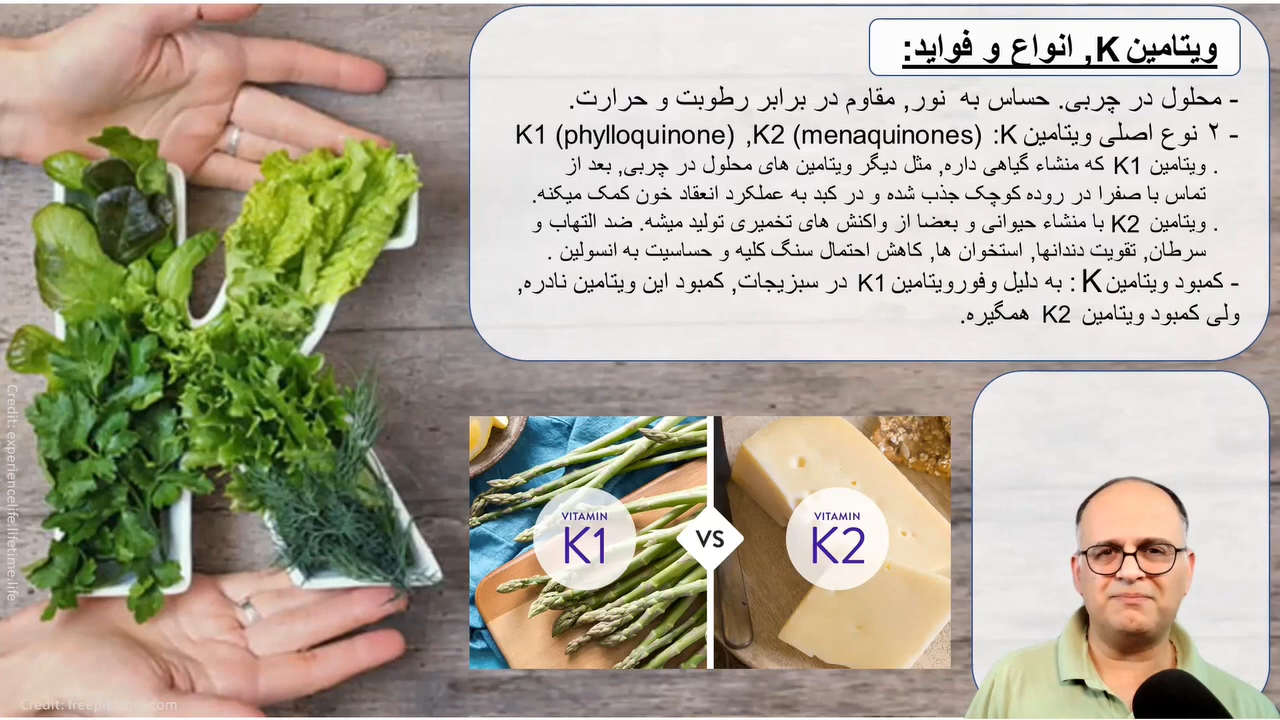 ویتامین K, انواع و فواید:
- محلول در چربی. حساس به نور, مقاوم در برابر رطوبت و حرارت.
- ۲ نوع اصلی ویتامین K: K1 (phylloquinone) ,K2 (menaquinones)
. ویتامین K1 که منشاء گیاهی داره, مثل دیگر ویتامین های محلول در چربی, بعد از
تماس با صفرا در روده کوچک جذب شده و در کبد به عملکرد انعقاد خون کمک میکنه.
. ویتامین K2 با منشاء حیوانی و بعضا از واکنش های تخمیری تولید میشه. ضد التهاب و
سرطان, تقویت دندانها, استخوان ها, کاهش احتمال سنگ کلیه و حساسیت به انسولین .
- کمبود ویتامین K : به دلیل وفورویتامین K1 در سبزیجات, کمبود این ویتامین نادره,
ولی کمبود ویتامین K2 همگیره.
VITAMIN
K1
VS
VITAMIN
K2
Credit: experiencelife.lifetime.life